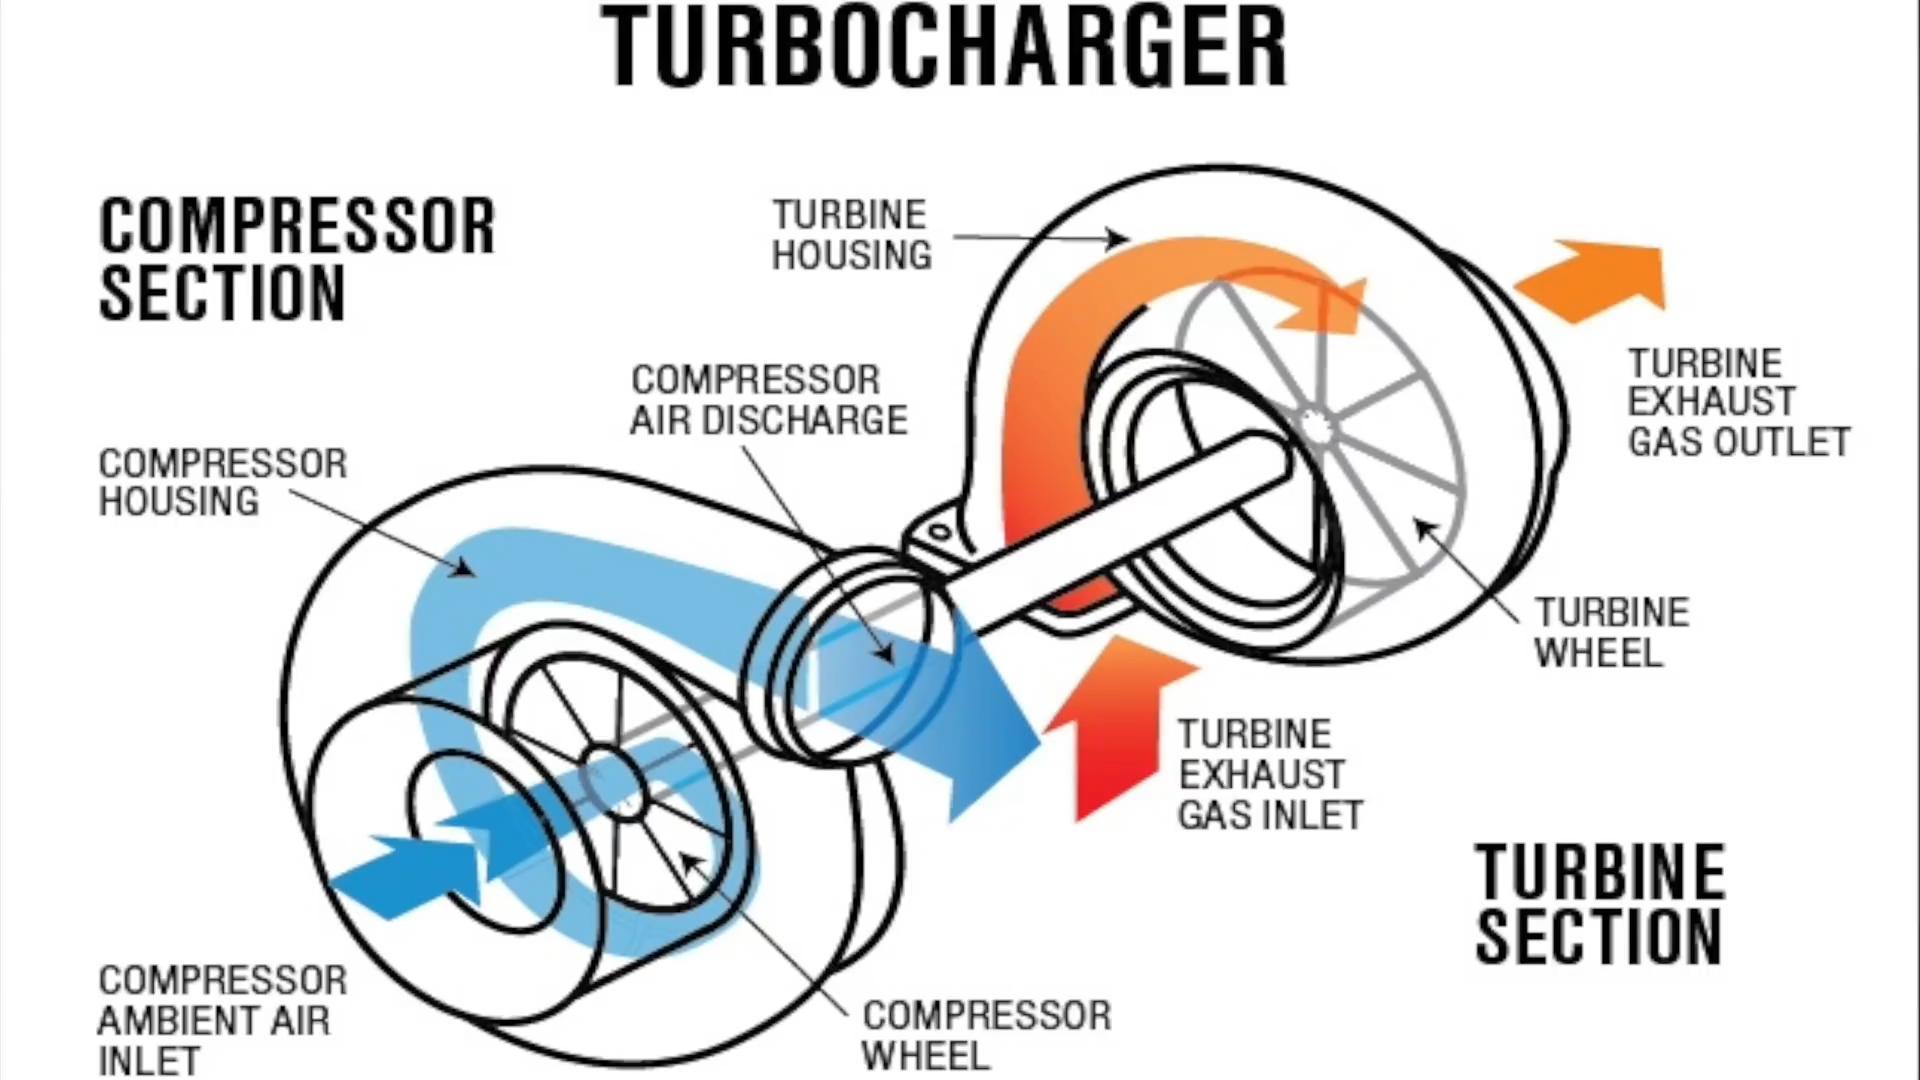 TURBOCHARGER
COMPRESSOR
SECTION
TURBINE
HOUSING
COMPRESSOR
AIR DISCHARGE
COMPRESSOR
HOUSING
TURBINE
EXHAUST
GAS OUTLET
TURBINE
WHEEL
TURBINE
EXHAUST
GAS INLET
TURBINE
SECTION
COMPRESSOR
AMBIENT AIR
INLET
COMPRESSOR
WHEEL